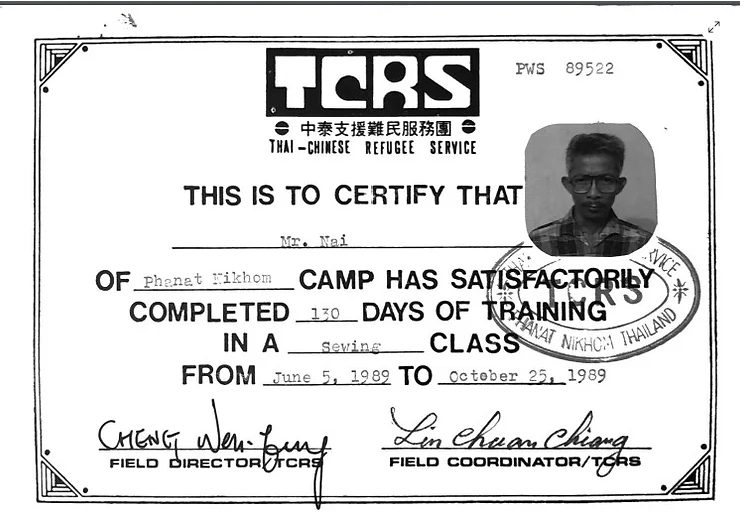 TCRS
PWS 89522
中泰支援難民服務團
THAI-CHINESE REFUGEE SERVICE
THIS IS TO CERTIFY THAT
Mr. Nai
OF Phanat Nikhom CAMP HAS SATISFACTORILY
COMPLETED 130 DAYS OF TRAINING
IN A Sewing CLASS
FROM June 5, 1989 TO October 25, 1989
TCRS
PHANAT NIKHOM THAILAND
CHENG Wen-
Lin Chuan Chiang
FIELD DIRECTOR/TCRS
FIELD COORDINATOR/TCRS